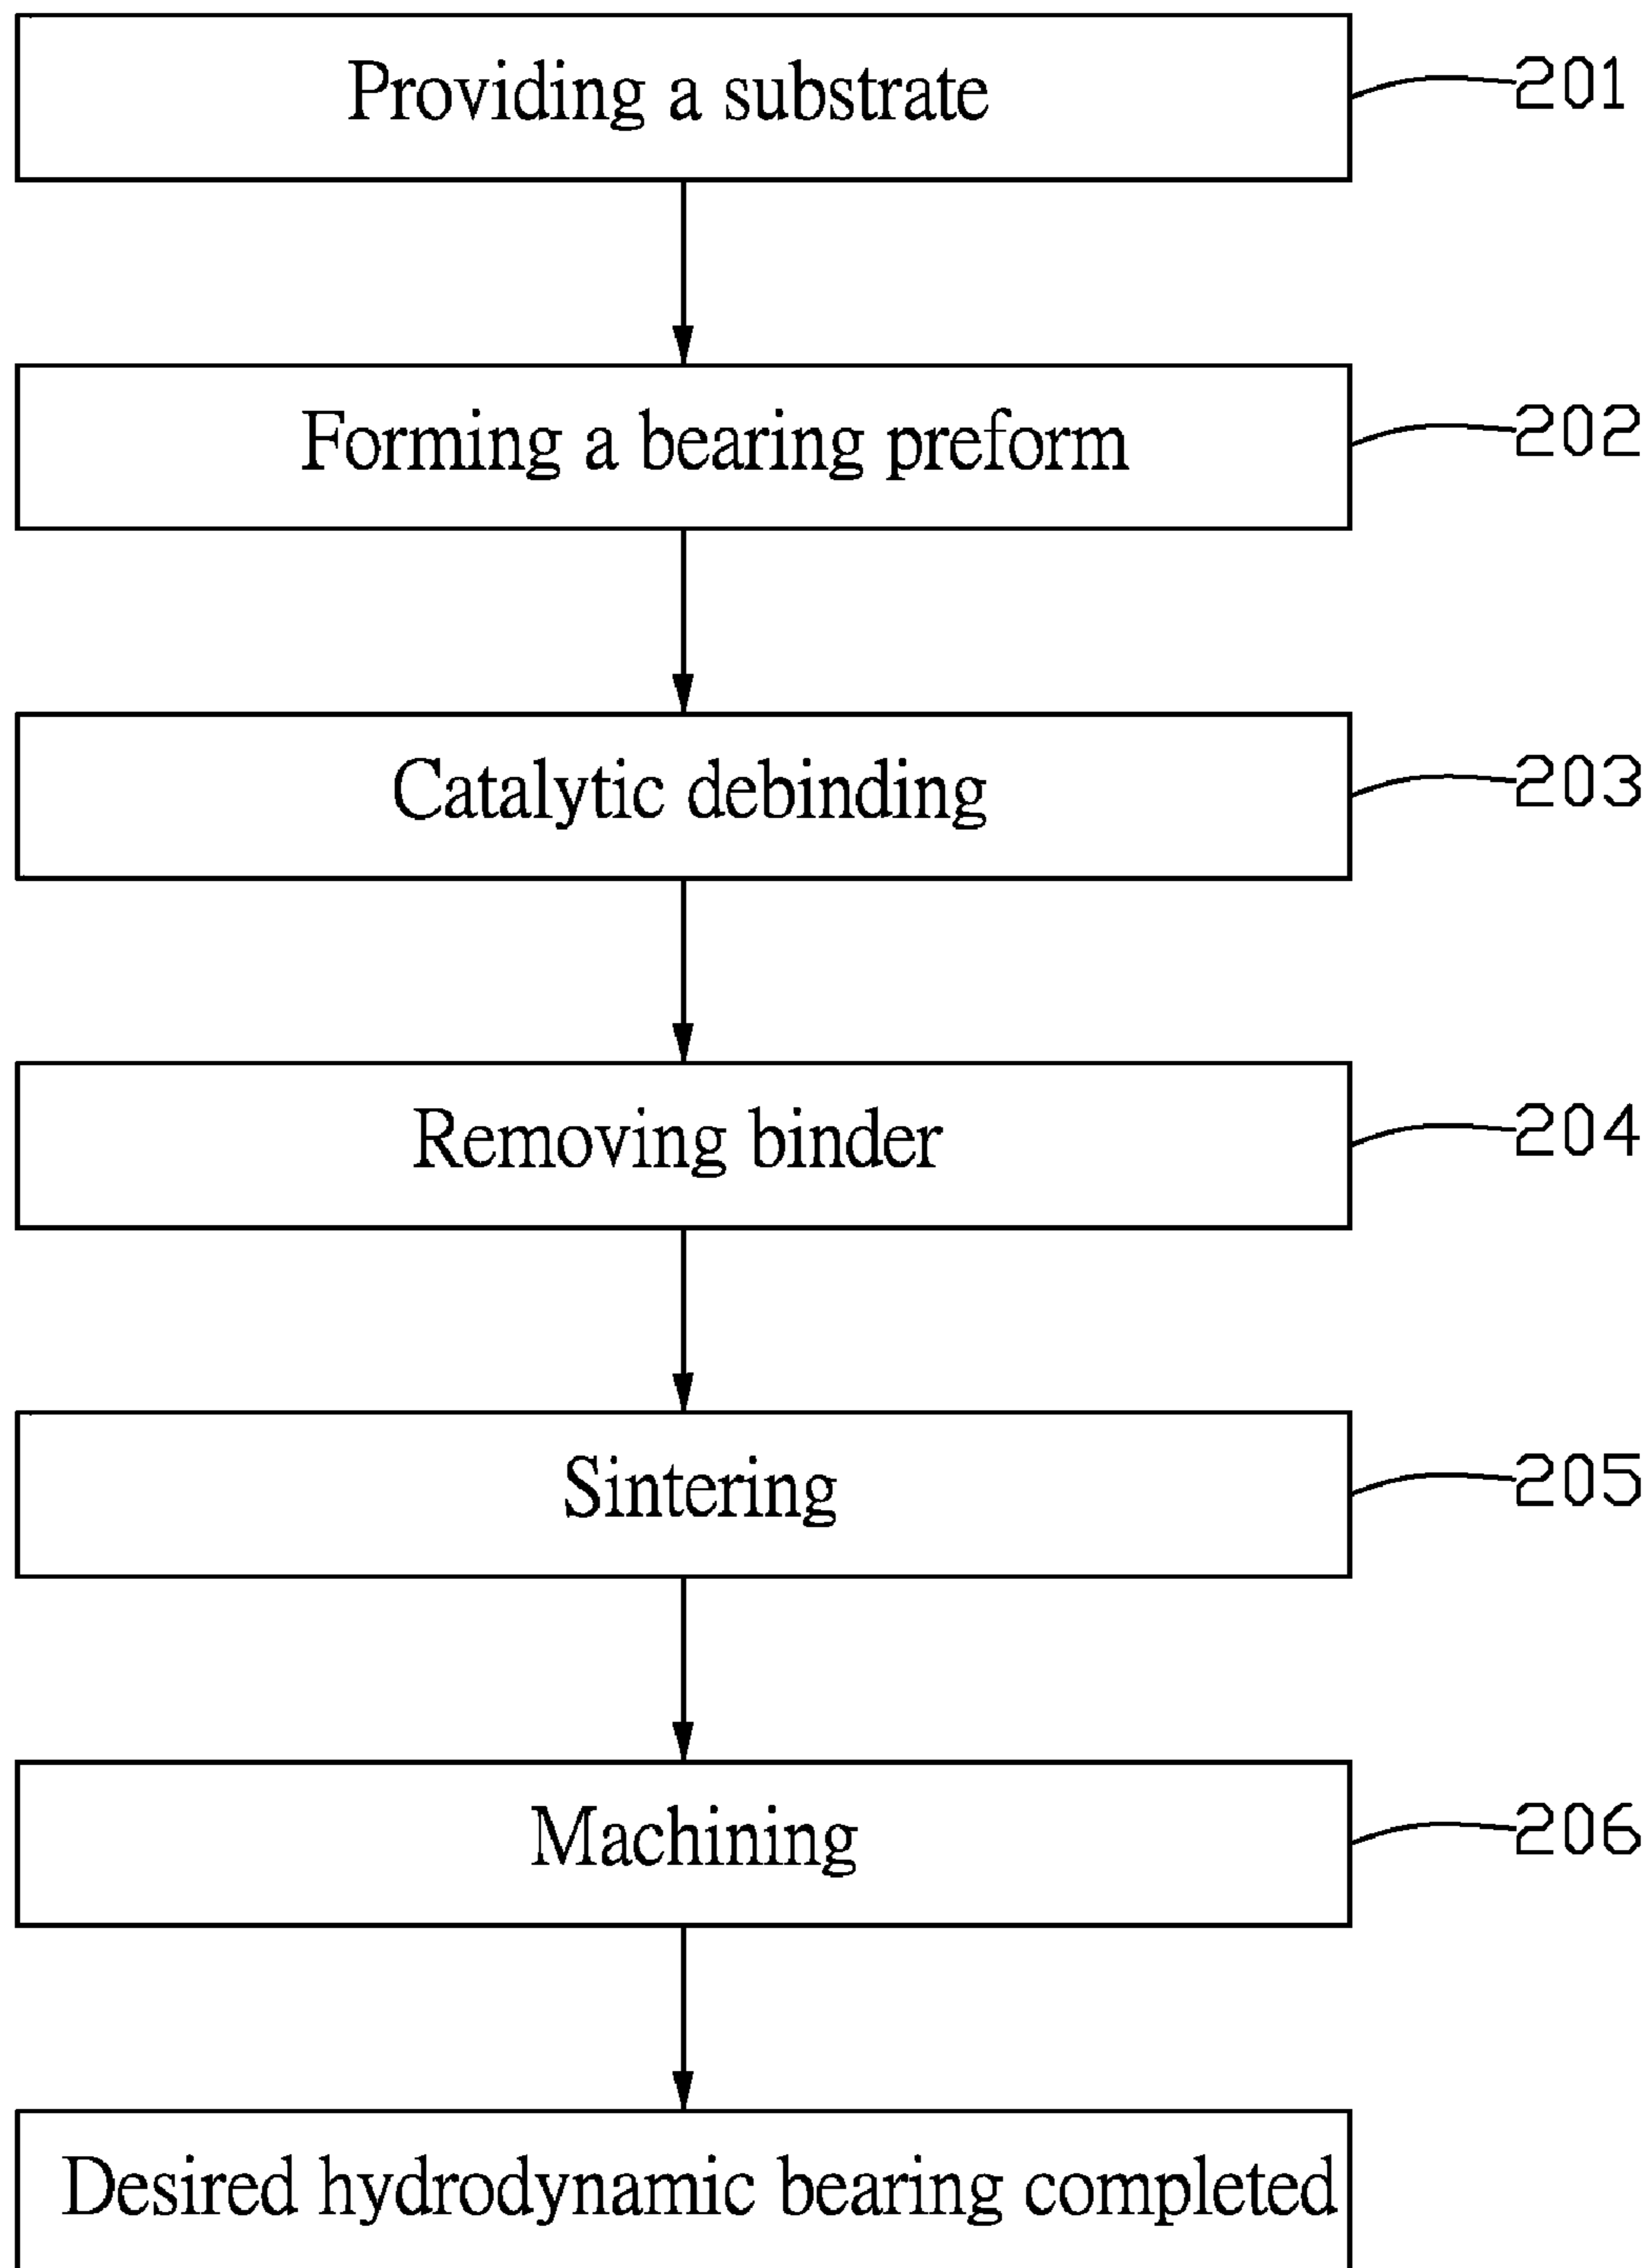 Providing a substrate
201
Forming a bearing preform
202
Catalytic debinding
203
Removing binder
204
Sintering
205
Machining
206
Desired hydrodynamic bearing completed